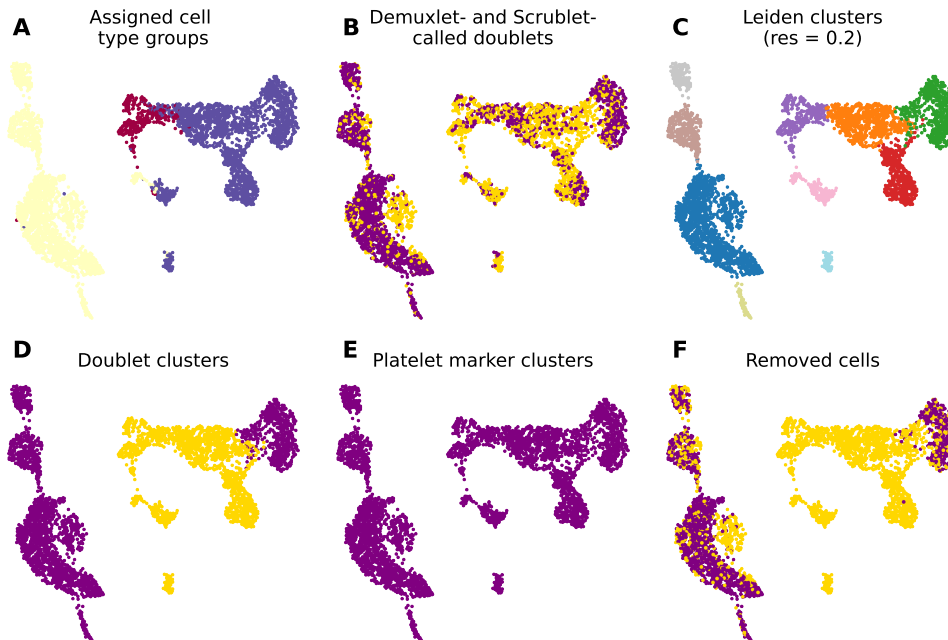 A
Assigned cell
type groups
B
Demuxlet- and Scrublet-
called doublets
C
Leiden clusters
(res = 0.2)
D
Doublet clusters
E
Platelet marker clusters
F
Removed cells